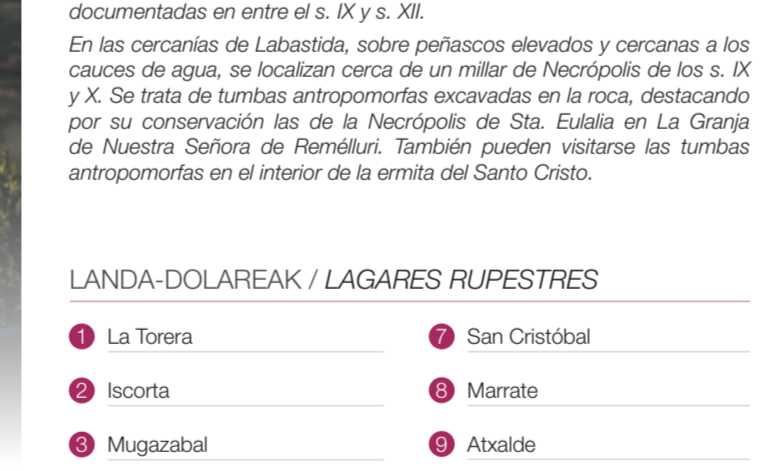 documentadas en entre el s. IX y s. XII.
En las cercanías de Labastida, sobre peñascos elevados y cercanas a los
cauces de agua, se localizan cerca de un millar de Necrópolis de los s. IX
y X. Se trata de tumbas antropomorfas excavadas en la roca, destacando
por su conservación las de la Necrópolis de Sta. Eulalia en La Granja
de Nuestra Señora de Remélluri. También pueden visitarse las tumbas
antropomorfas en el interior de la ermita del Santo Cristo.
LANDA-DOLAREAK / LAGARES RUPESTRES
1 La Torera
2 Iscorta
3 Mugazabal
7 San Cristóbal
8 Marrate
9 Atxalde